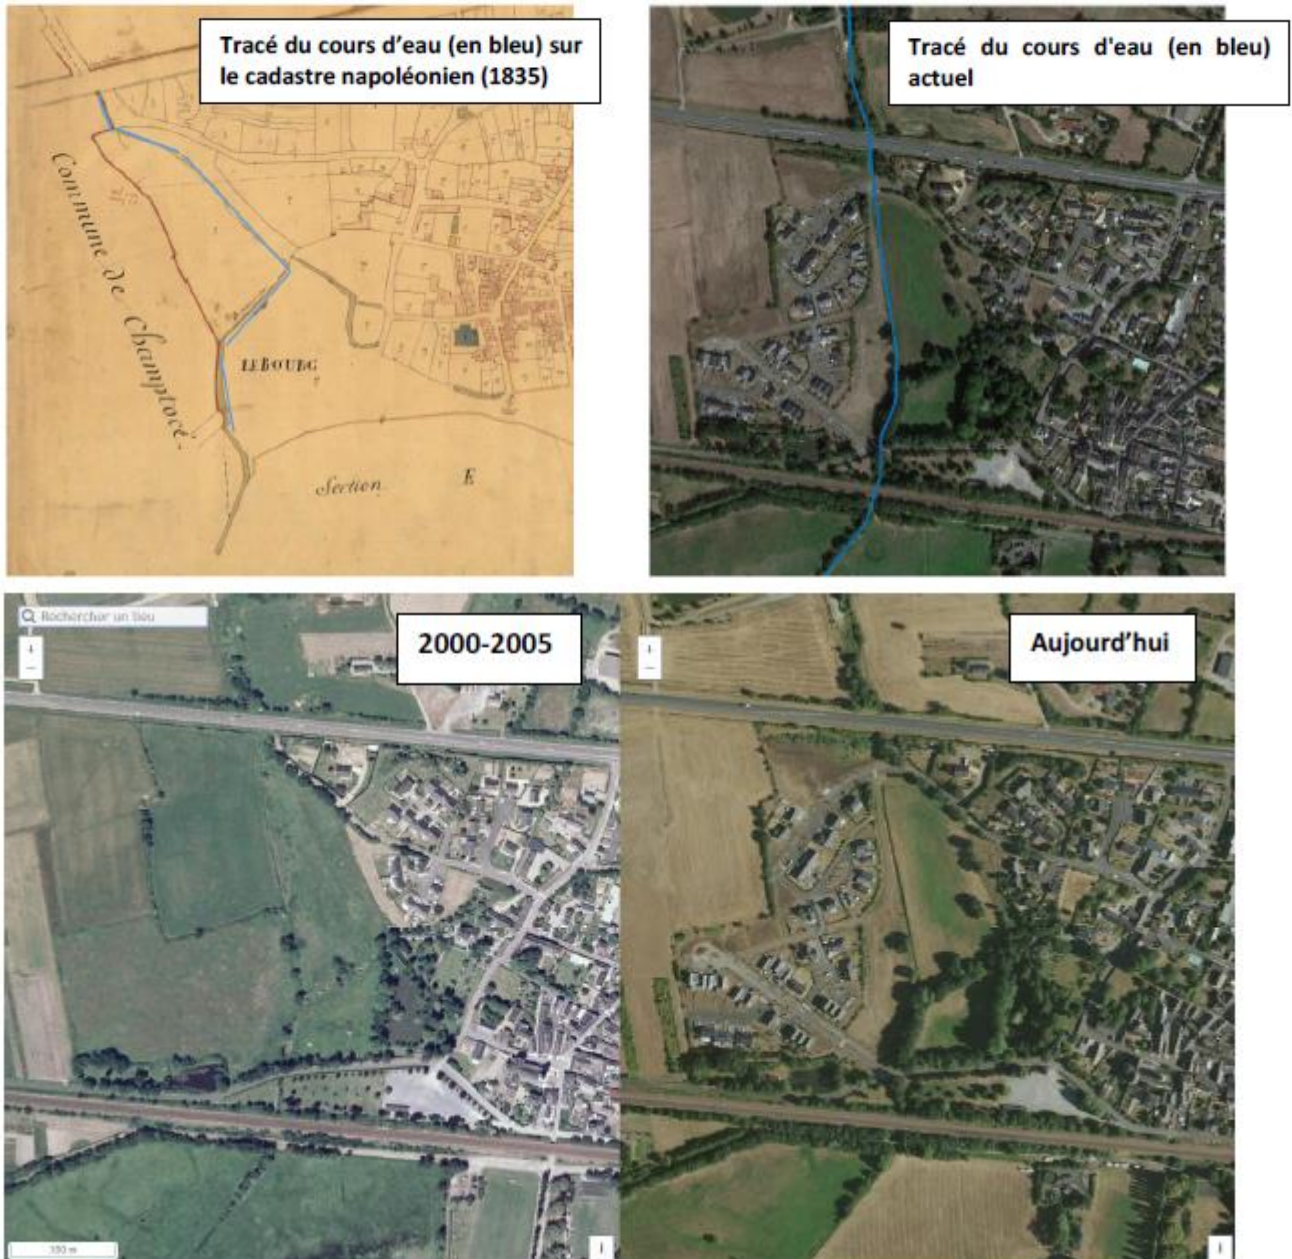 Tracé du cours d'eau (en bleu) sur
le cadastre napoléonien (1835)
Tracé du cours d'eau (en bleu)
actuel
Commune de Champtocé.
LE BOURG
Section E
Rechercher un lieu
2000-2005
Aujourd'hui